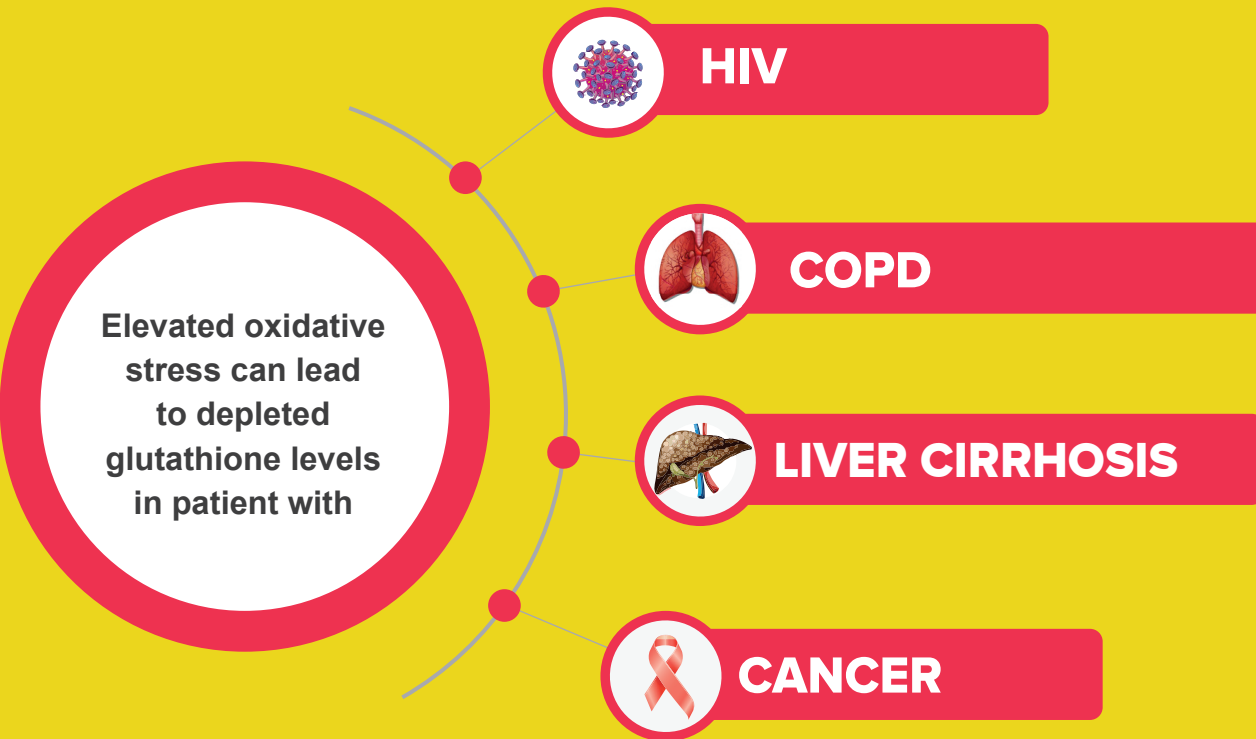 Elevated oxidative
stress can lead
to depleted
glutathione levels
in patient with
HIV
COPD
LIVER CIRRHOSIS
CANCER